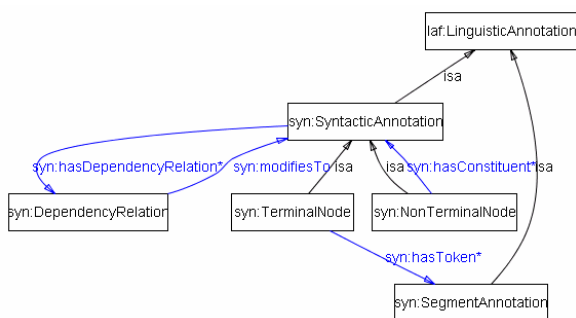 laf:LinguisticAnnotation
isa
syn:SyntacticAnnotation
syn:hasDependencyRelation*
syn:modifiesTo
isa
isa
syn:hasConstituent*
isa
syn:DependencyRelation
syn:TerminalNode
syn:NonTerminalNode
syn:hasToken*
syn:SegmentAnnotation